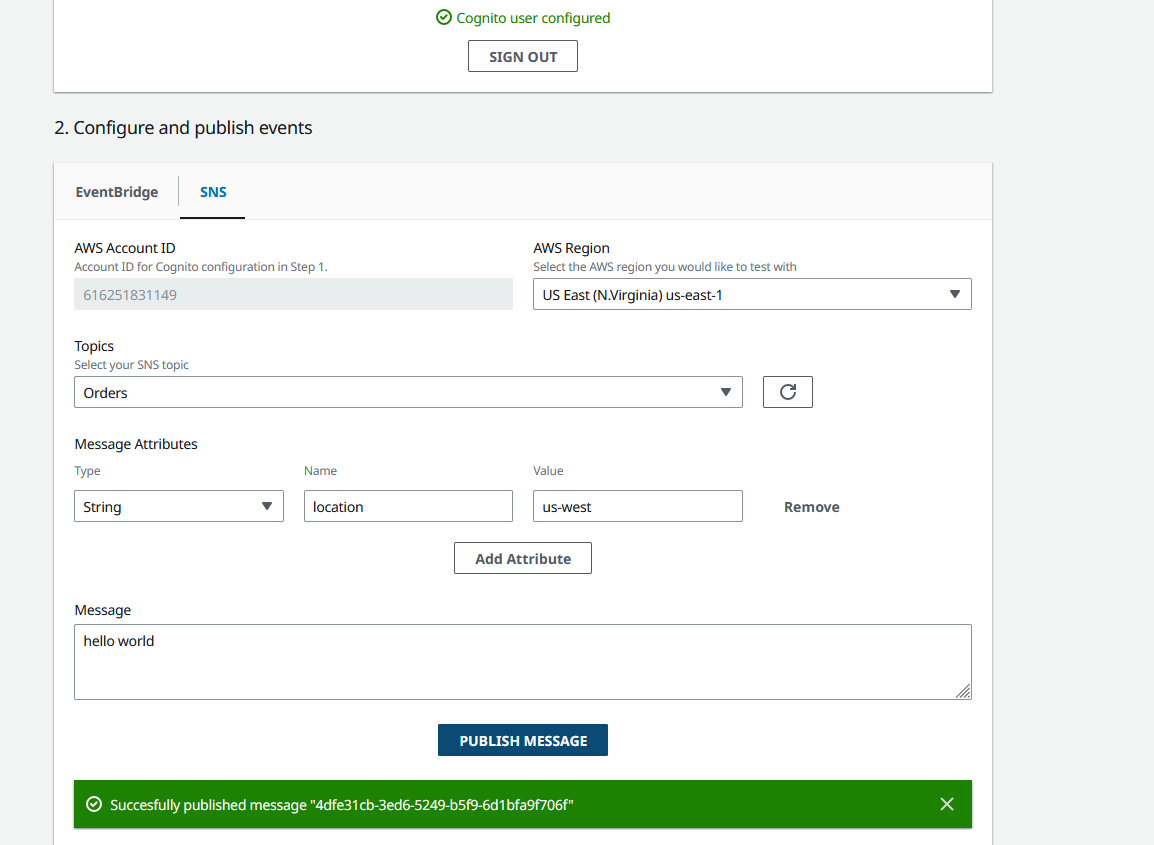 Cognito user configured
SIGN OUT
2. Configure and publish events
EventBridge
SNS
AWS Account ID
Account ID for Cognito configuration in Step 1.
616251831149
AWS Region
Select the AWS region you would like to test with
US East (N.Virginia) us-east-1
Topics
Select your SNS topic
Orders
Message Attributes
Type
Name
Value
String
location
us-west
Remove
Add Attribute
Message
hello world
PUBLISH MESSAGE
Succesfully published message "4dfe31cb-3ed6-5249-b5f9-6d1bfa9f706f"